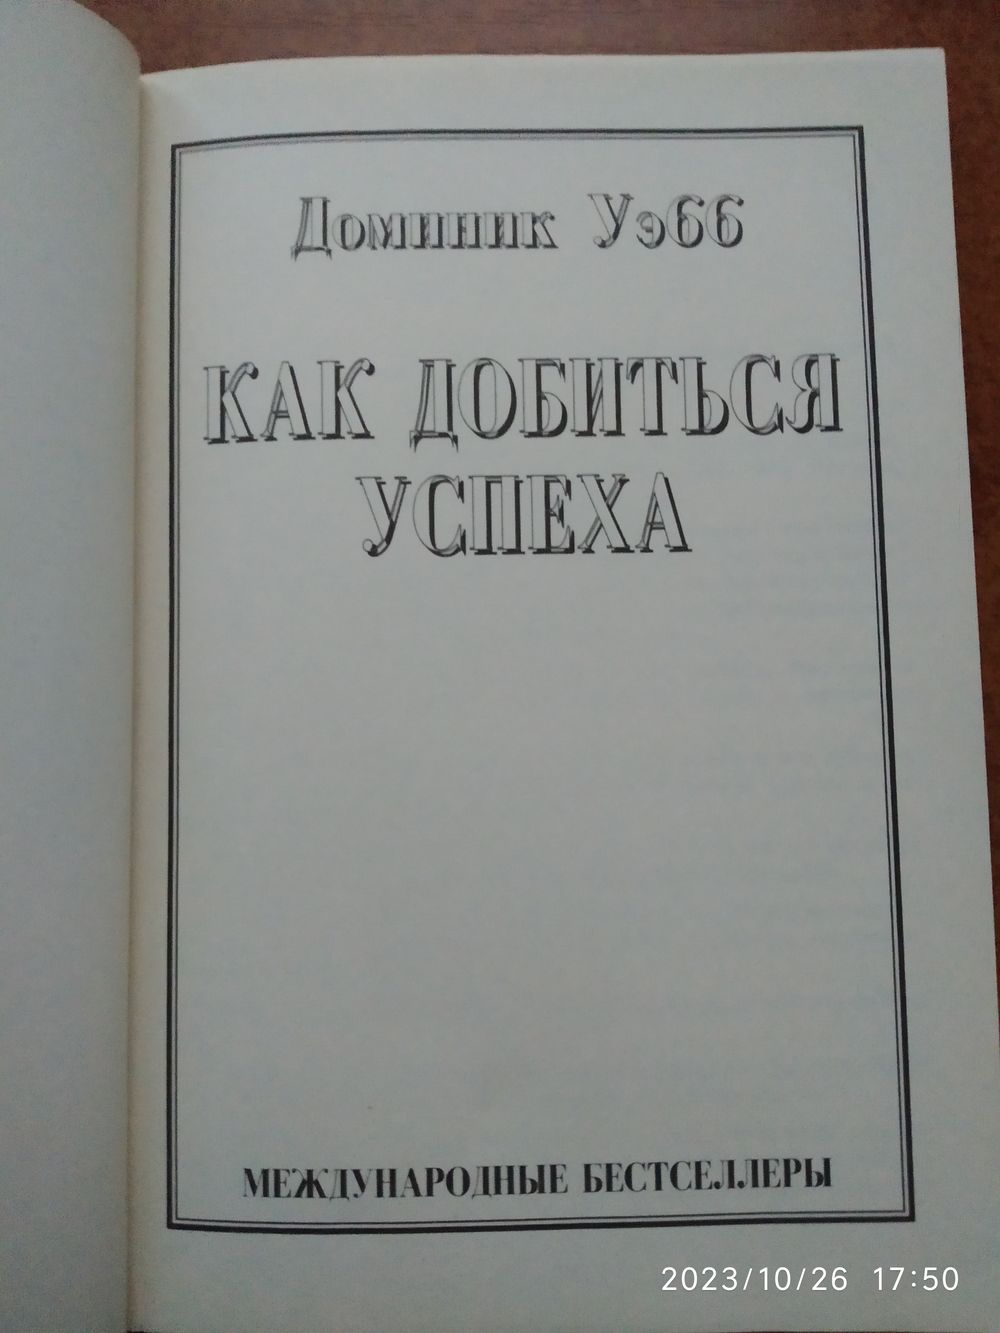 Доминик Уэбб
КАК ДОБИТЬСЯ
УСПЕХА
МЕЖДУНАРОДНЫЕ БЕСТСЕЛЛЕРЫ
2023/10/26 17:50